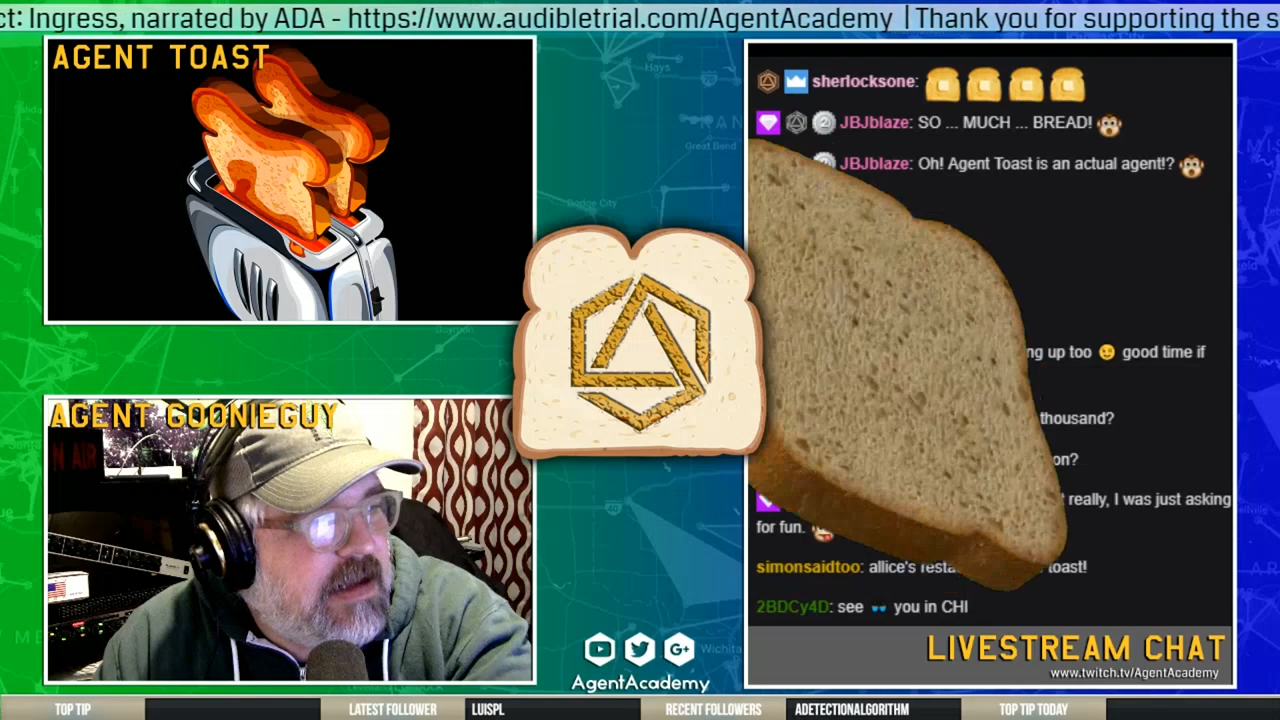 ct: Ingress, narrated by ADA - https://www.audibletrial.com/AgentAcademy | Thank you for supporting the s
AGENT TOAST
sherlocksone:
JBJblaze: SO ... MUCH ... BREAD!
JBJblaze: Oh! Agent Toast is an actual agent!?
ng up too 😉 good time if
thousand?
on?
really, I was just asking
for fun.
simonsaidtoo: allice's resta toast!
2BDCy4D: see 🕶 you in CHI
AGENT GOONIEGUY
LIVESTREAM CHAT
www.twitch.tv/AgentAcademy
G+
AgentAcademy
TOP TIP
LATEST FOLLOWER
LUISPL
RECENT FOLLOWERS
ADETECTIONALGORITHM
TOP TIP TODAY